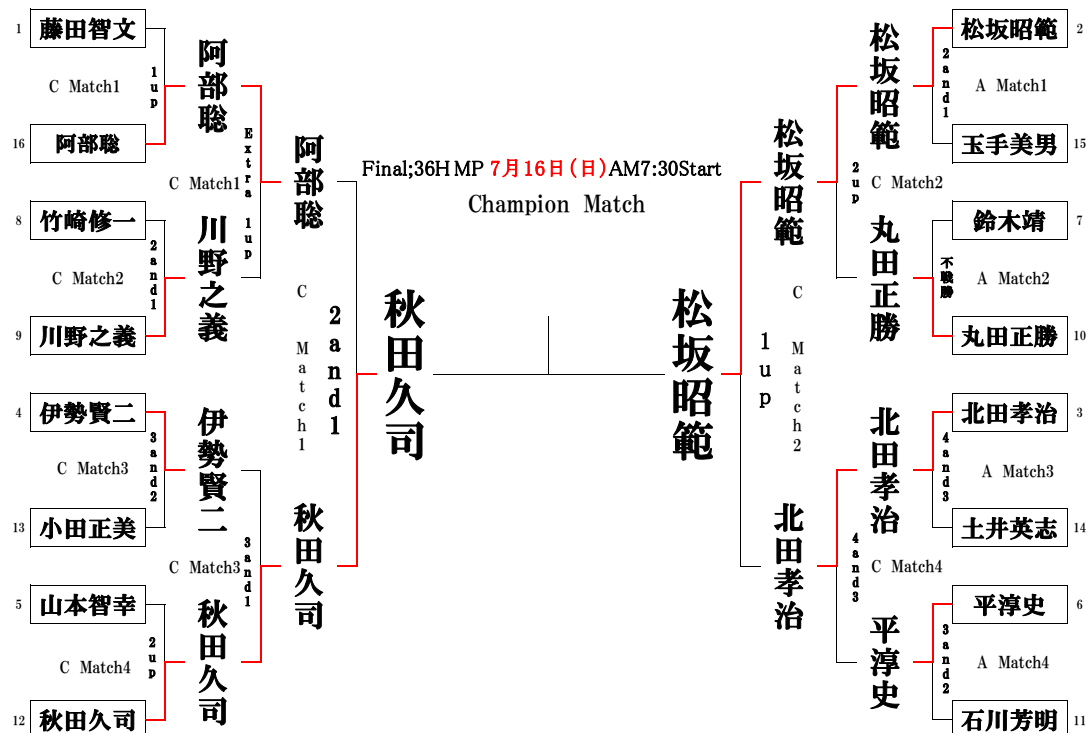 1 藤田智文
C Match1
1up
16 阿部聡
阿部聡
C Match1
Extra 1up
8 竹崎修一
C Match2
2and1
9 川野之義
川野之義
阿部聡
4 伊勢賢二
C Match3
3and2
13 小田正美
伊勢賢二
C Match3
3and1
5 山本智幸
C Match4
2up
12 秋田久司
秋田久司
秋田久司
C Match1
2and1
秋田久司
Final;36H MP 7月16日(日)AM7:30Start
Champion Match
松坂昭範
1up
C Match2
松坂昭範
北田孝治
松坂昭範
2up
C Match2
丸田正勝
北田孝治
4and3
C Match4
平淳史
松坂昭範 2
2and1
A Match1
玉手美男 15
鈴木靖 7
不戦勝
A Match2
丸田正勝 10
北田孝治 3
4and3
A Match3
土井英志 14
平淳史 6
3and2
A Match4
石川芳明 11